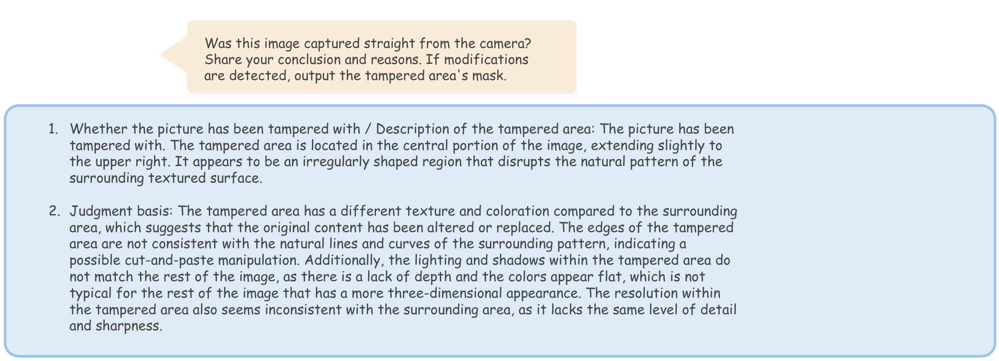 Was this image captured straight from the camera?
Share your conclusion and reasons. If modifications
are detected, output the tampered area's mask.
1. Whether the picture has been tampered with / Description of the tampered area: The picture has been
tampered with. The tampered area is located in the central portion of the image, extending slightly to
the upper right. It appears to be an irregularly shaped region that disrupts the natural pattern of the
surrounding textured surface.
2. Judgment basis: The tampered area has a different texture and coloration compared to the surrounding
area, which suggests that the original content has been altered or replaced. The edges of the tampered
area are not consistent with the natural lines and curves of the surrounding pattern, indicating a
possible cut-and-paste manipulation. Additionally, the lighting and shadows within the tampered area do
not match the rest of the image, as there is a lack of depth and the colors appear flat, which is not
typical for the rest of the image that has a more three-dimensional appearance. The resolution within
the tampered area also seems inconsistent with the surrounding area, as it lacks the same level of detail
and sharpness.